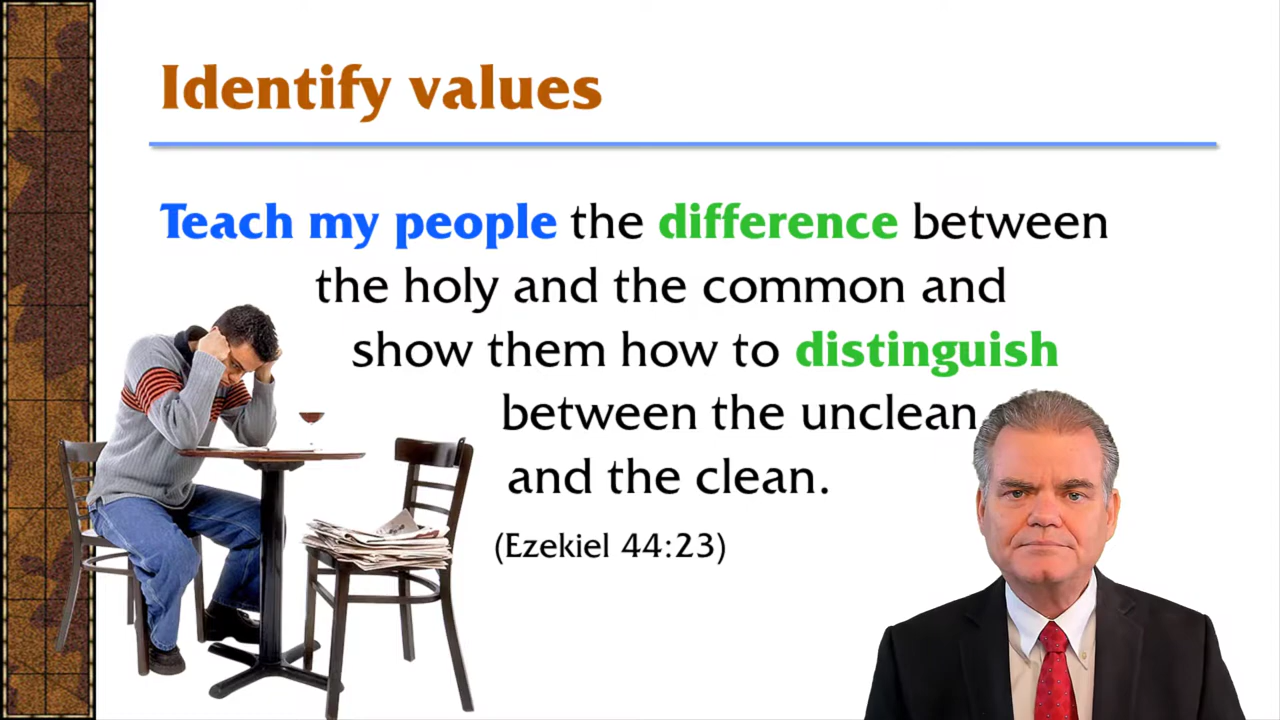 Identify values
Teach my people the difference between
the holy and the common and
show them how to distinguish
between the unclean
and the clean.
(Ezekiel 44:23)